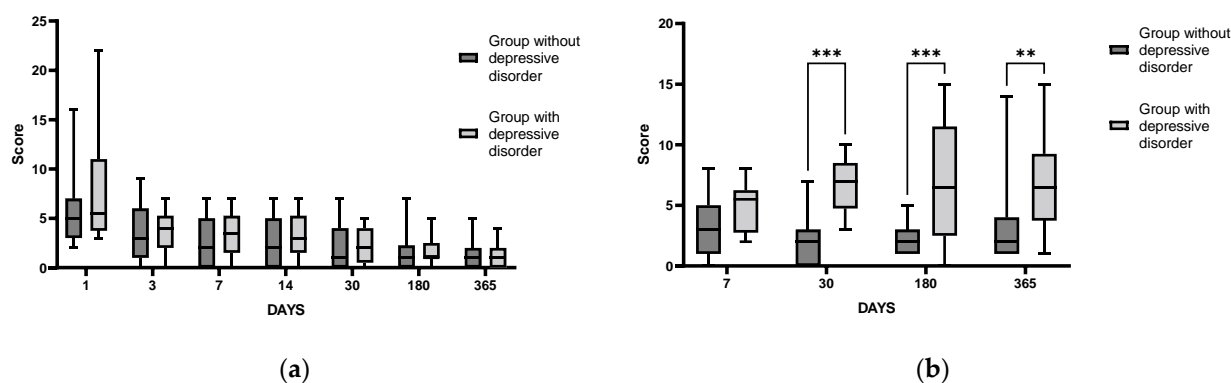 25
20
15
10
5
0
Score
1 3 7 14 30 180 365
DAYS
Group without
depressive
disorder
Group with
depressive
disorder
(a)
20
15
10
5
0
Score
*** *** **
7 30 180 365
DAYS
Group without
depressive
disorder
Group with
depressive
disorder
(b)